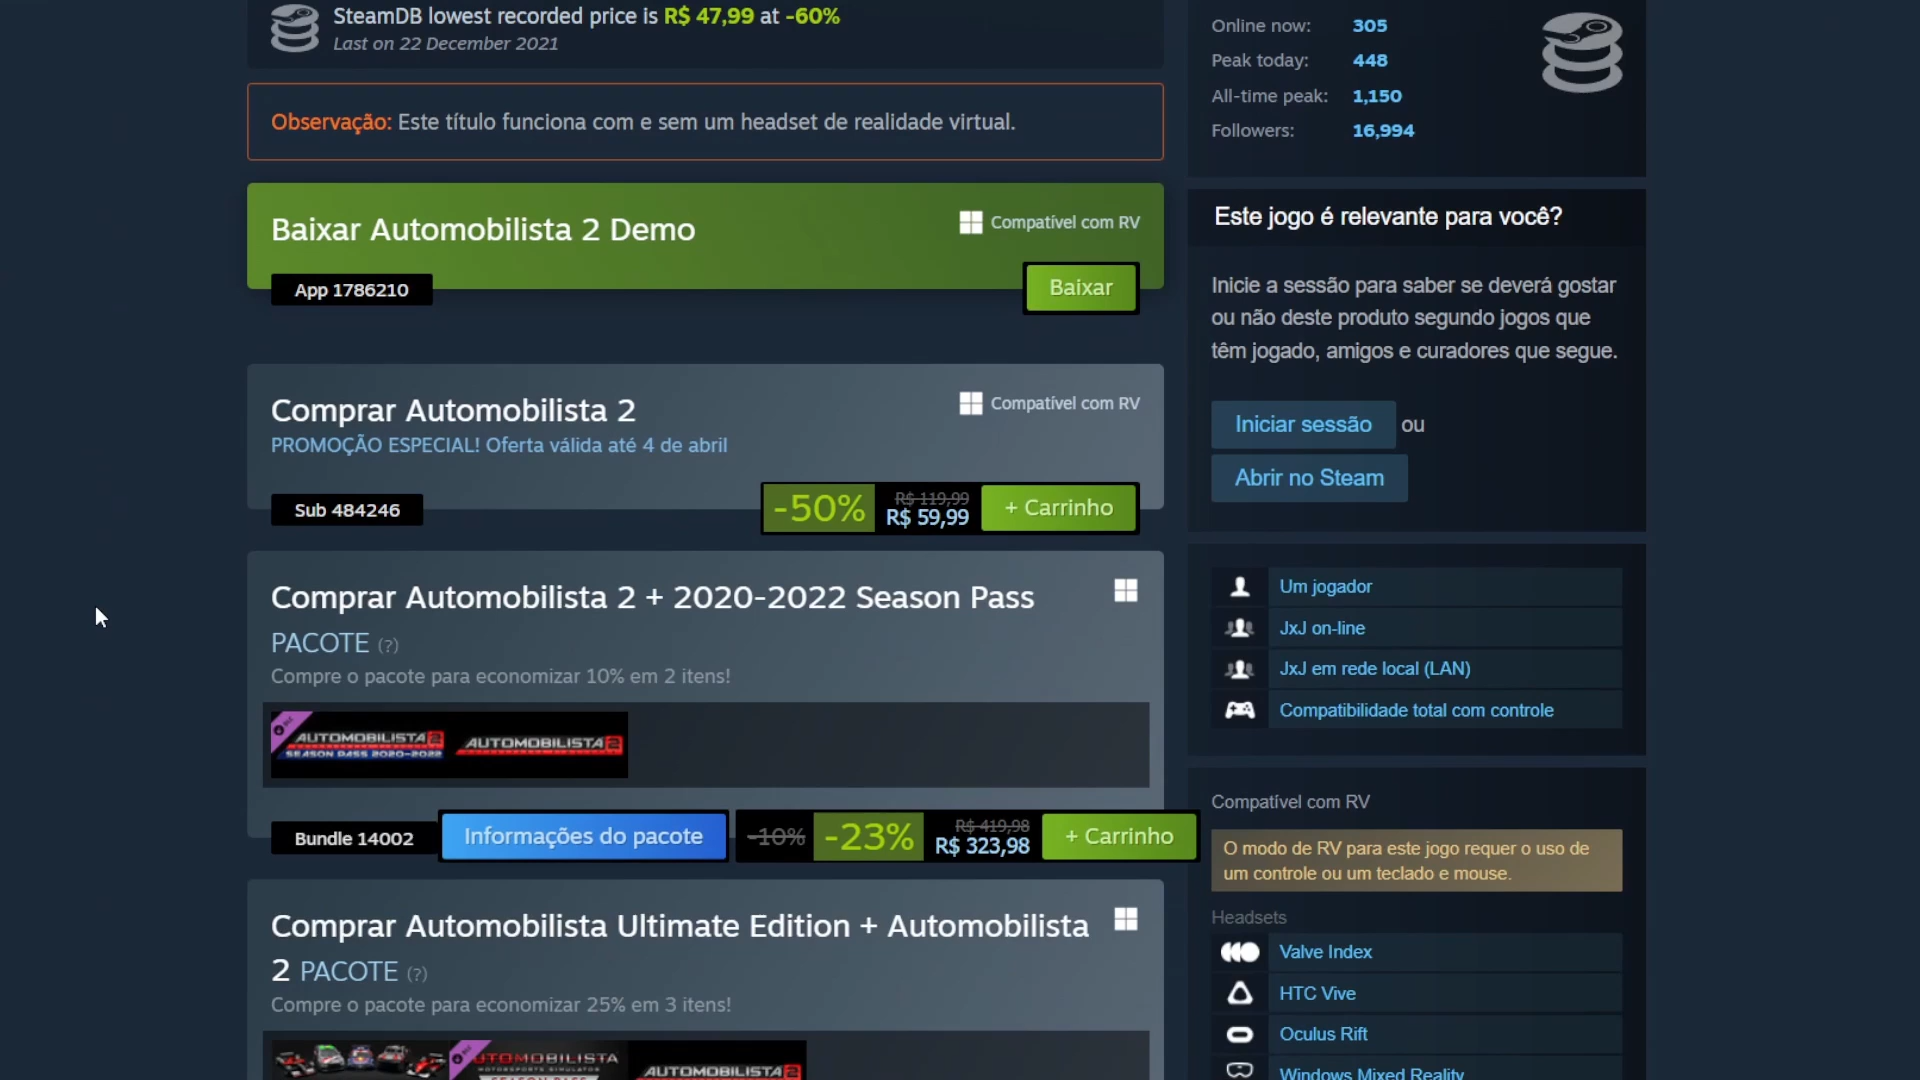 SteamDB lowest recorded price is R$ 47,99 at -60%
Last on 22 December 2021
Observação: Este título funciona com e sem um headset de realidade virtual.
Baixar Automobilista 2 Demo
Compatível com RV
App 1786210
Baixar
Comprar Automobilista 2
Compatível com RV
PROMOÇÃO ESPECIAL! Oferta válida até 4 de abril
Sub 484246
-50%
R$ 119,99
R$ 59,99
+ Carrinho
Comprar Automobilista 2 + 2020-2022 Season Pass
PACOTE (?)
Compre o pacote para economizar 10% em 2 itens!
AUTOMOBILISTA 2
SEASON PASS 2020-2022
AUTOMOBILISTA 2
Bundle 14002
Informações do pacote
-10%
-23%
R$ 419,98
R$ 323,98
+ Carrinho
Comprar Automobilista Ultimate Edition + Automobilista
2 PACOTE (?)
Compre o pacote para economizar 25% em 3 itens!
AUTOMOBILISTA
AUTOMOBILISTA 2
Online now: 305
Peak today: 448
All-time peak: 1,150
Followers: 16,994
Este jogo é relevante para você?
Inicie a sessão para saber se deverá gostar
ou não deste produto segundo jogos que
têm jogado, amigos e curadores que segue.
Iniciar sessão ou
Abrir no Steam
Um jogador
JxJ on-line
JxJ em rede local (LAN)
Compatibilidade total com controle
Compatível com RV
O modo de RV para este jogo requer o uso de
um controle ou um teclado e mouse.
Headsets
Valve Index
HTC Vive
Oculus Rift
Windows Mixed Reality